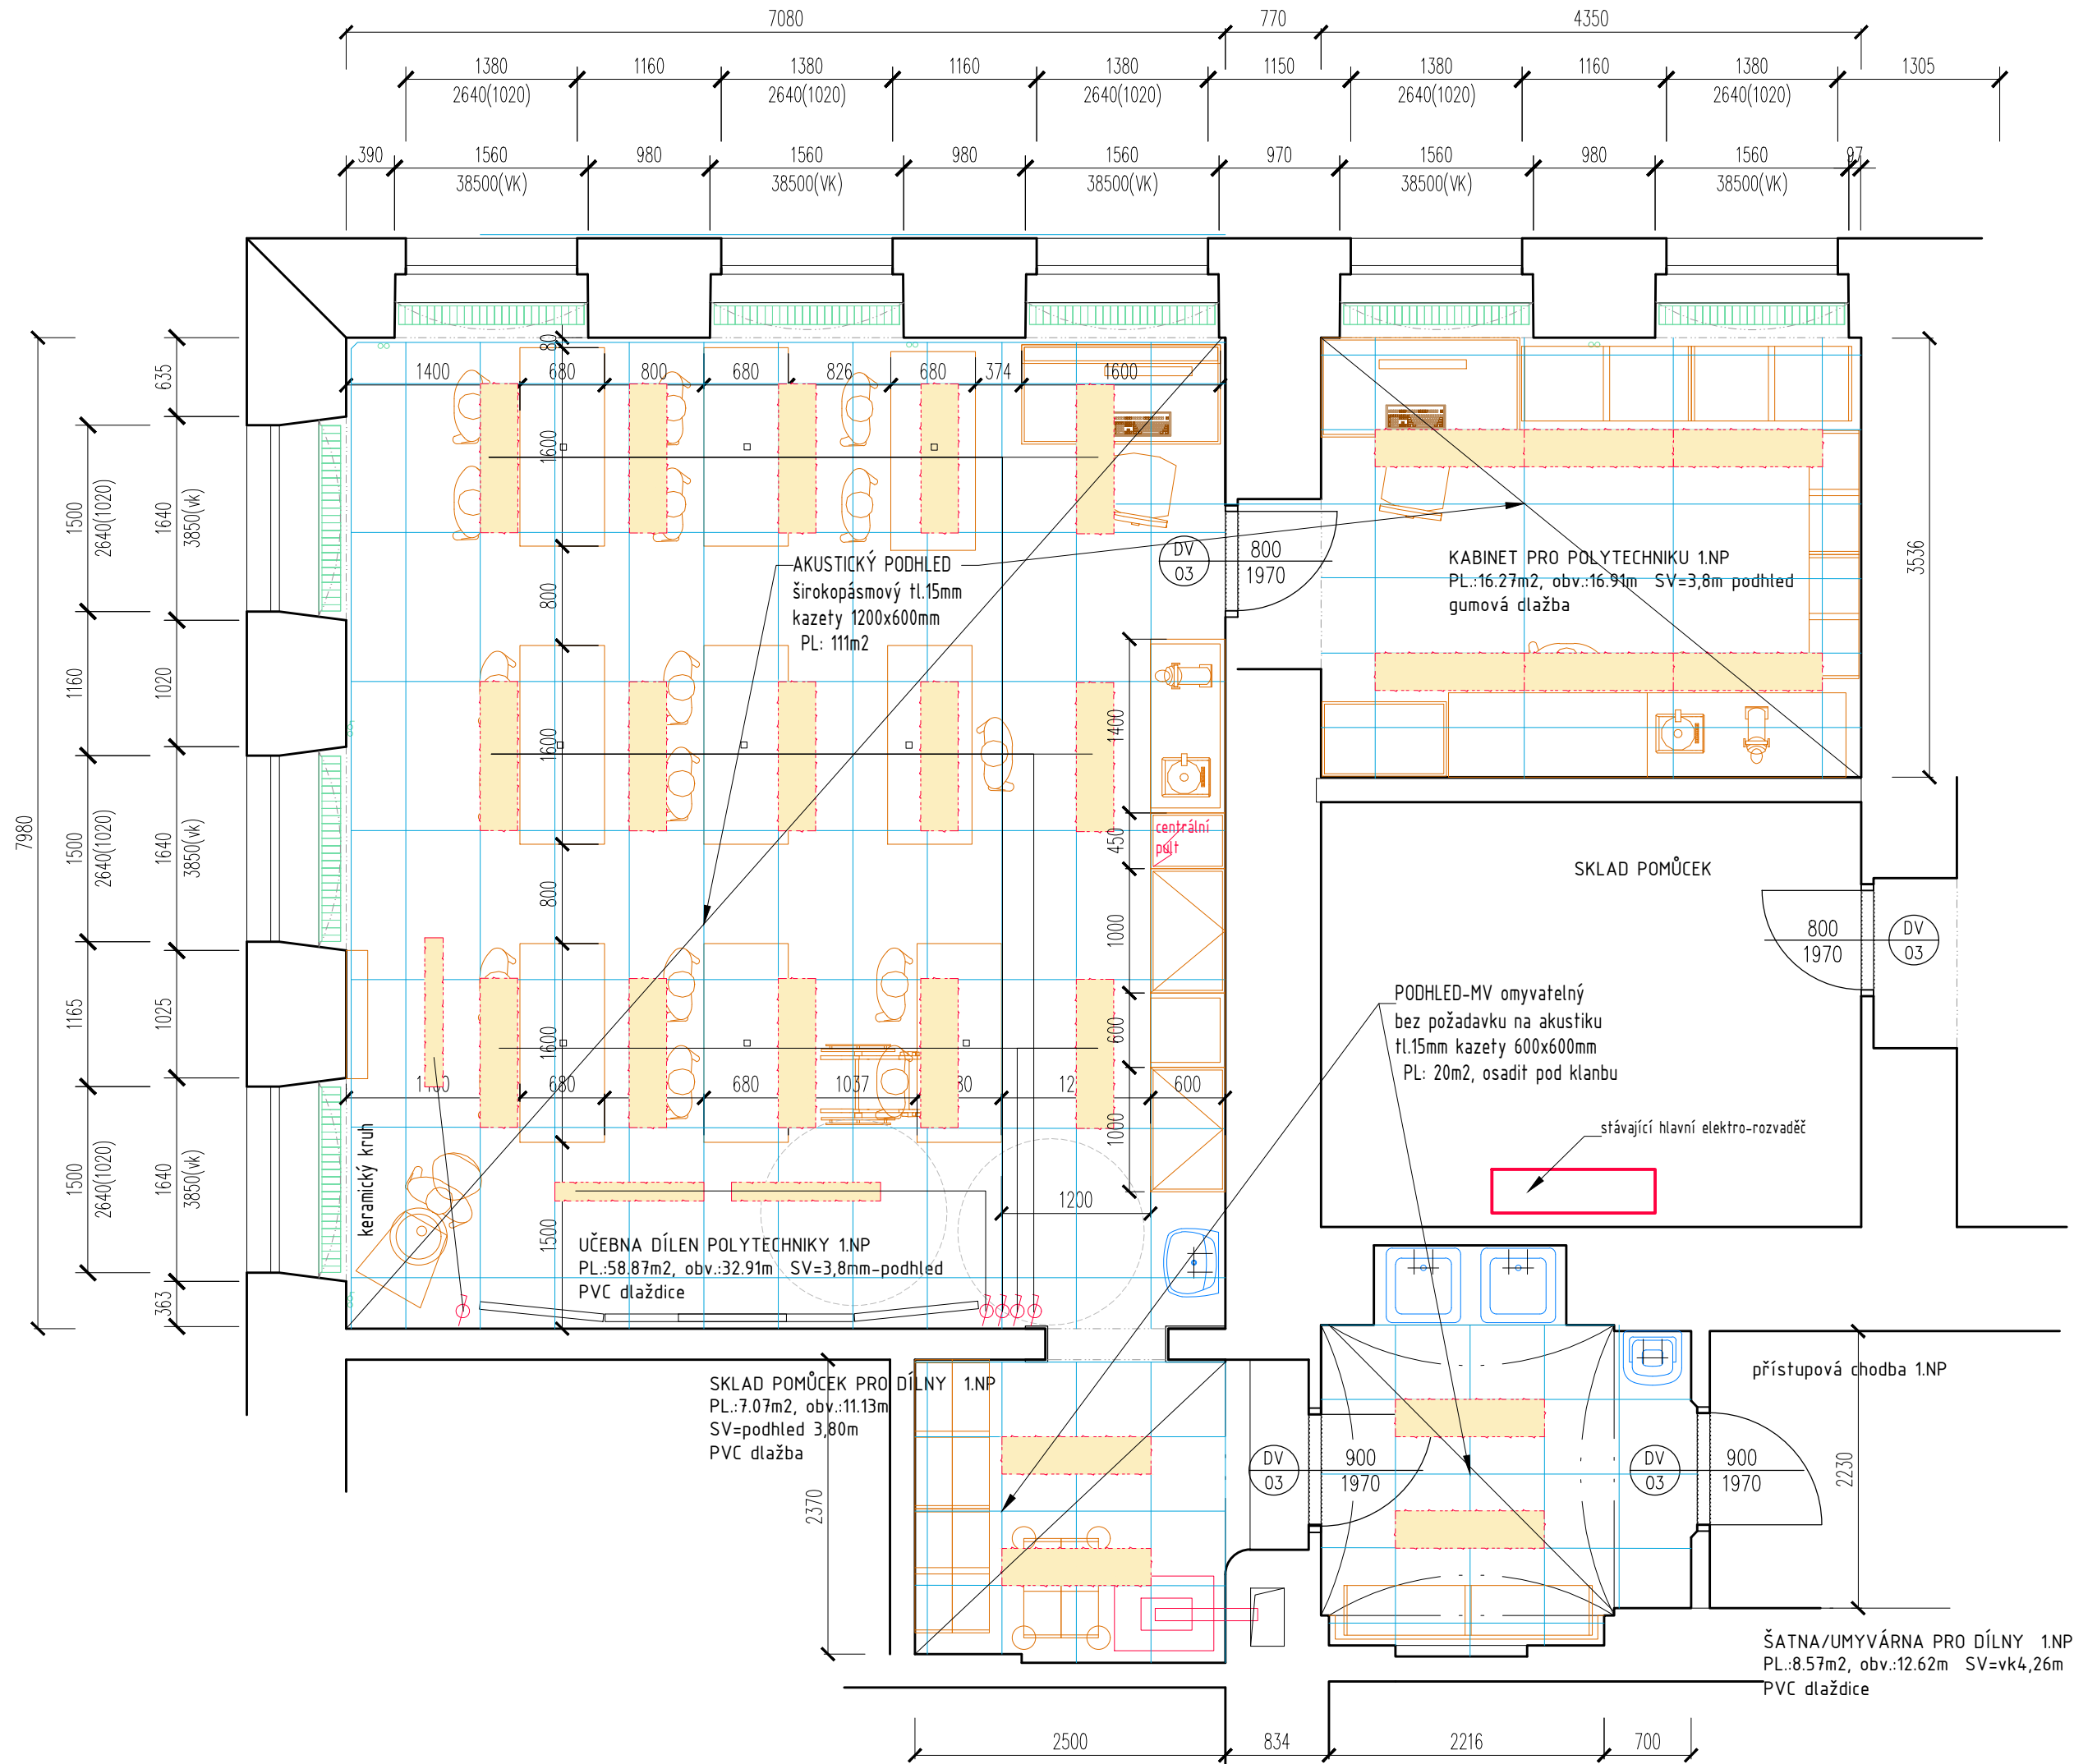 7080
770
4350
1380
1160
1380
1160
1380
1150
1380
1160
1380
1305
2640(1020)
2640(1020)
2640(1020)
2640(1020)
2640(1020)
390
1560
980
1560
980
1560
970
1560
980
1560
97
38500(VK)
38500(VK)
38500(VK)
38500(VK)
38500(VK)
7980
1500
2640(1020)
1160
1500
2640(1020)
1165
1500
2640(1020)
635
1640
3850(vk)
1020
1640
3850(vk)
1025
1640
3850(vk)
363
80
1400
680
800
680
826
680
374
1600
1600
800
1600
800
1600
1500
AKUSTICKÝ PODHLED
širokopásmový tl.15mm
kazety 1200x600mm
PL: 111m2
DV
03
800
1970
KABINET PRO POLYTECHNIKU 1.NP
PL.:16.27m2, obv.:16.91m SV=3,8m podhled
gumová dlažba
3536
1400
450
1000
600
1000
centrální
pult
SKLAD POMŮCEK
800
1970
DV
03
PODHLED-MV omyvatelný
bez požadavku na akustiku
tl.15mm kazety 600x600mm
PL: 20m2, osadit pod klanbu
stávající hlavní elektro-rozvaděč
680
680
1037
600
1200
keramický kruh
UČEBNA DÍLEN POLYTECHNIKY 1.NP
PL.:58.87m2, obv.:32.91m SV=3,8mm-podhled
PVC dlaždice
SKLAD POMŮCEK PRO DÍLNY 1.NP
PL.:7.07m2, obv.:11.13m
SV=podhled 3,80m
PVC dlažba
2370
DV
03
900
1970
DV
03
900
1970
přístupová chodba 1.NP
2230
ŠATNA/UMYVÁRNA PRO DÍLNY 1.NP
PL.:8.57m2, obv.:12.62m SV=vk4,26m
PVC dlaždice
2500
834
2216
700